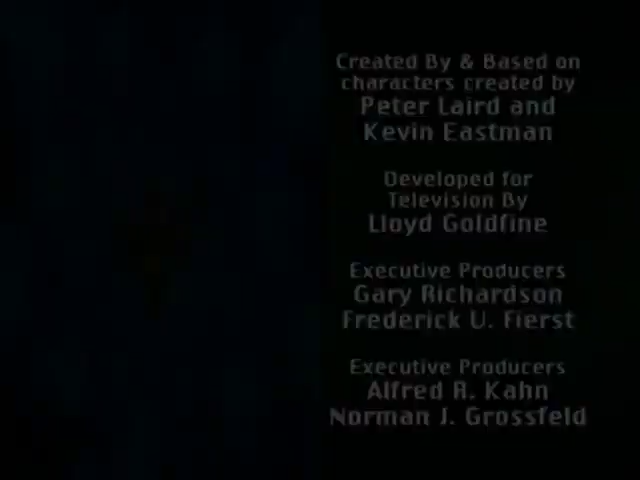 Created By & Based on
characters created by
Peter Laird and
Kevin Eastman
Developed for
Television By
Lloyd Goldfine
Executive Producers
Gary Richardson
Frederick U. Fierst
Executive Producers
Alfred R. Kahn
Norman J. Grossfeld